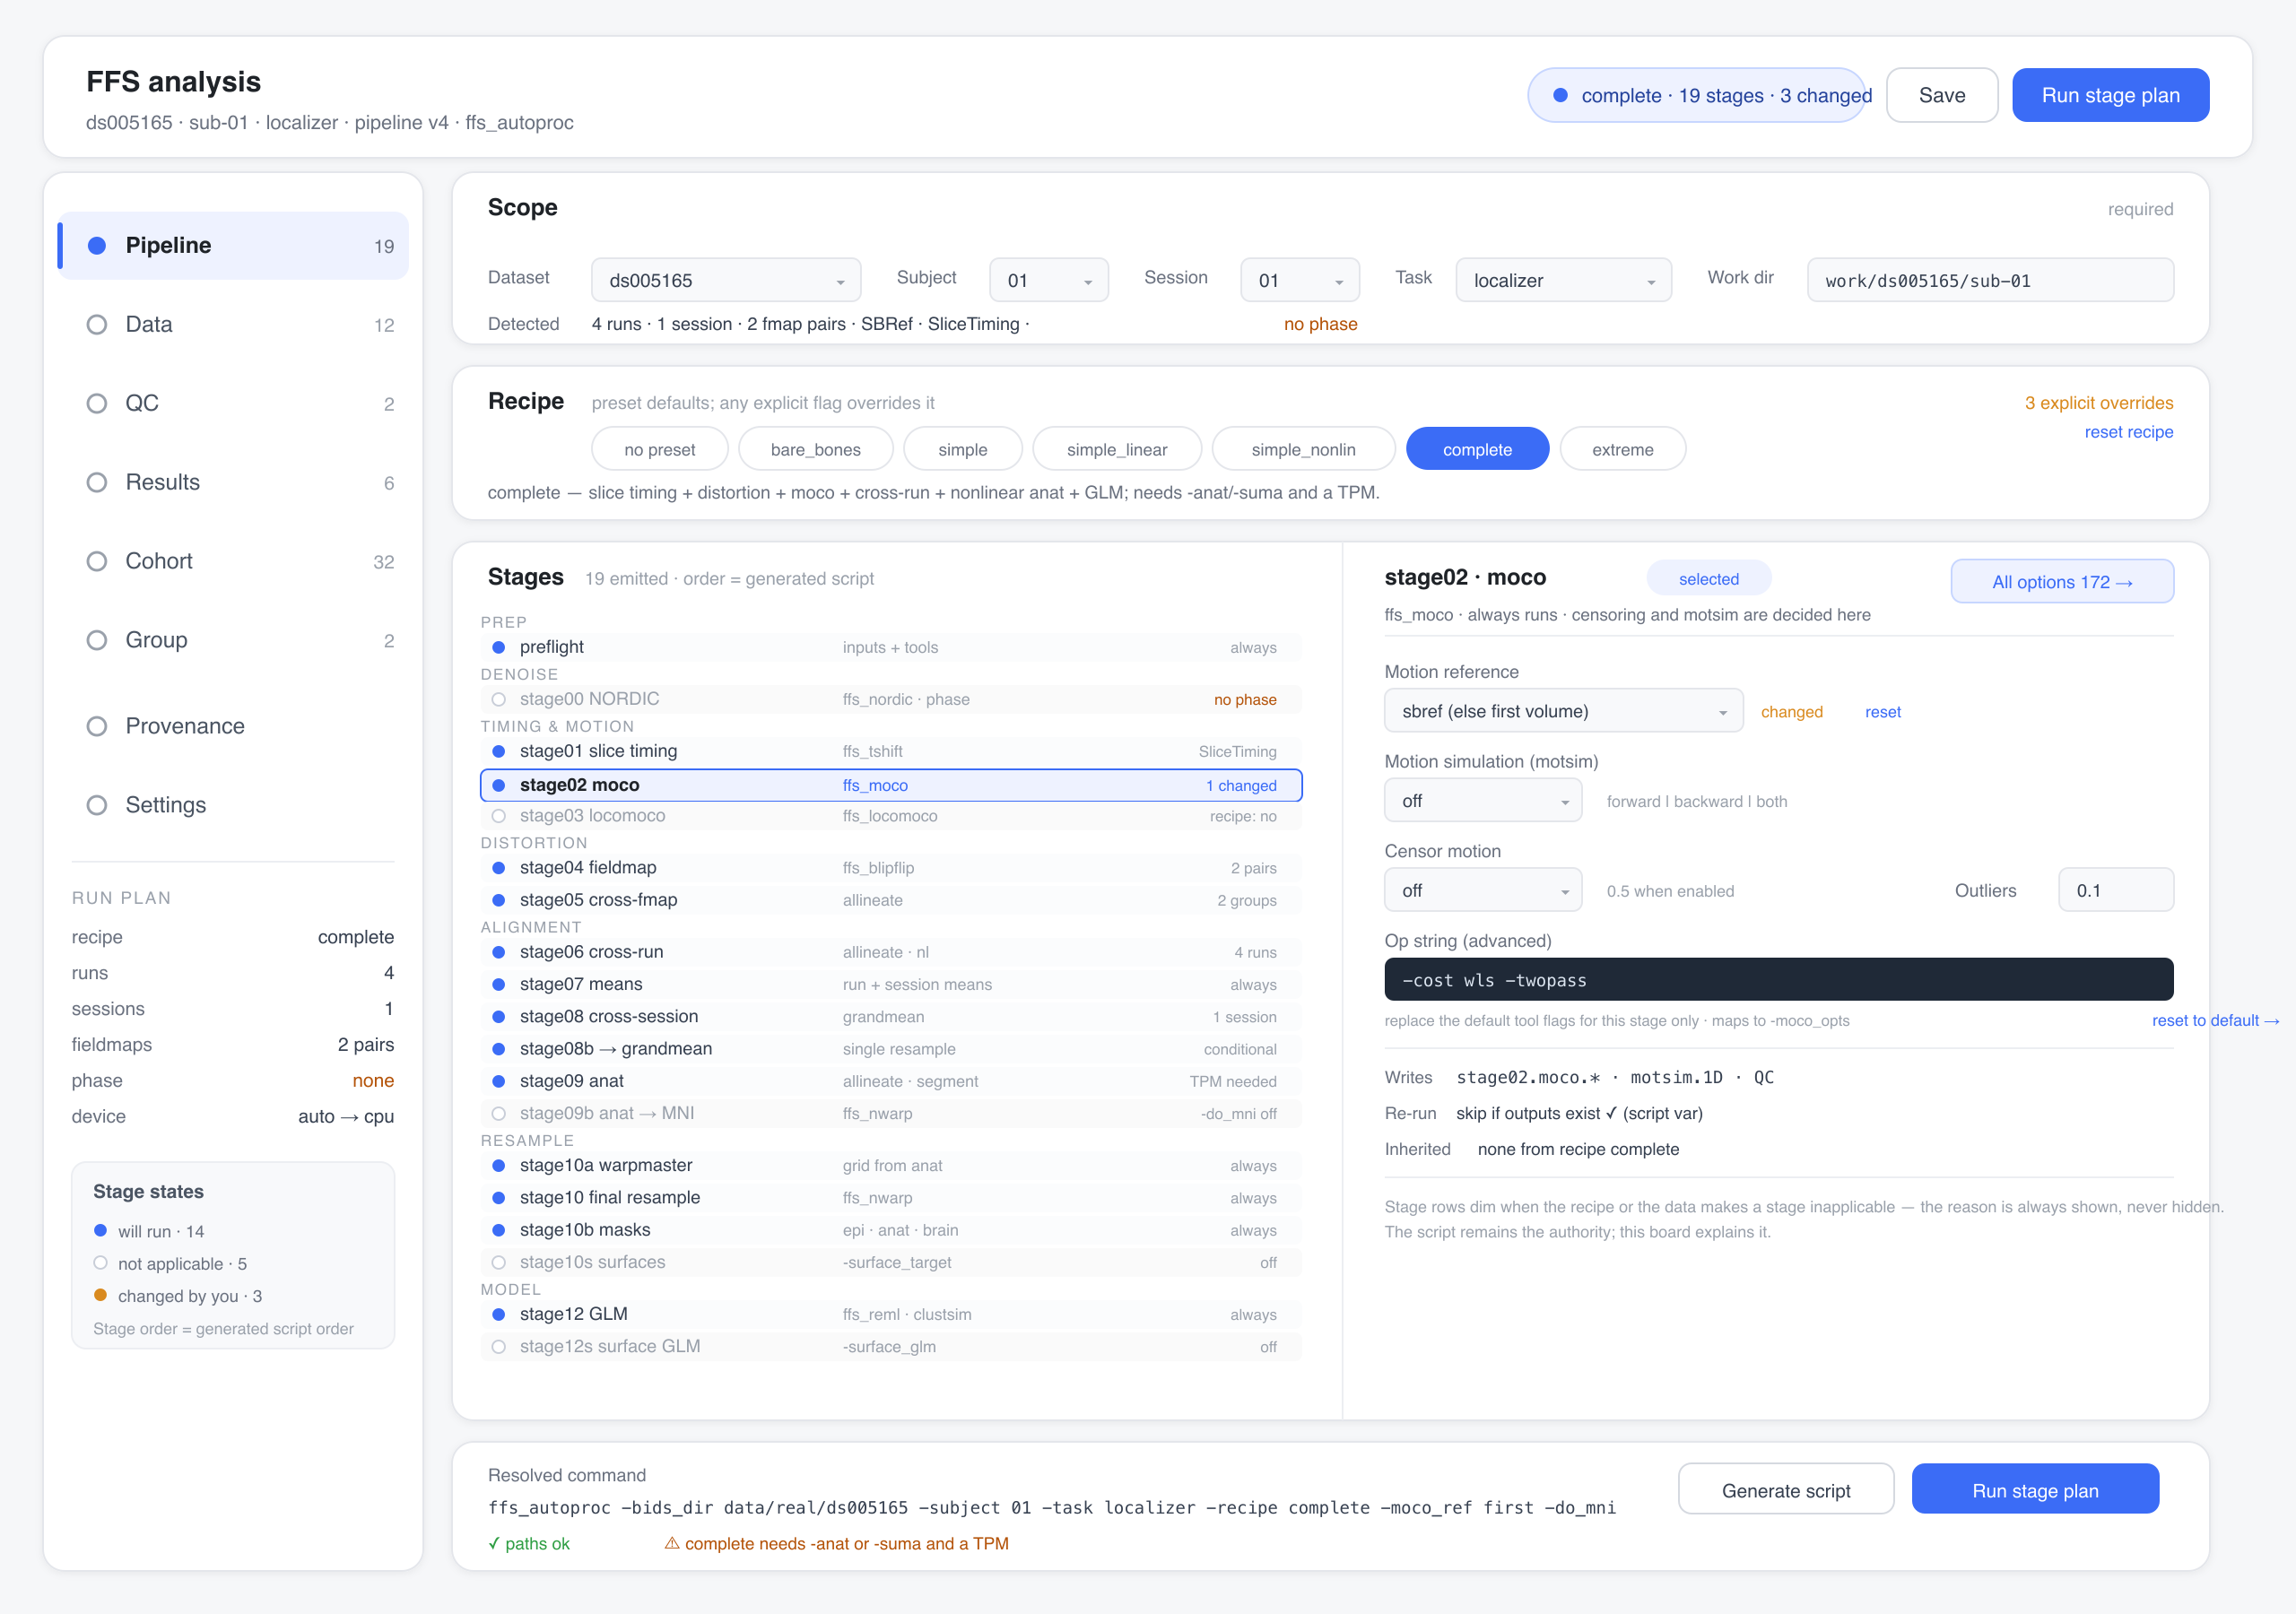 FFS analysis
ds005165 · sub-01 · localizer · pipeline v4 · ffs_autoproc
complete · 19 stages · 3 changed
Save
Run stage plan
Pipeline 19
Data 12
QC 2
Results 6
Cohort 32
Group 2
Provenance
Settings
RUN PLAN
recipe complete
runs 4
sessions 1
fieldmaps 2 pairs
phase none
device auto → cpu
Stage states
will run · 14
not applicable · 5
changed by you · 3
Stage order = generated script order
Scope required
Dataset ds005165 Subject 01 Session 01 Task localizer Work dir work/ds005165/sub-01
Detected 4 runs · 1 session · 2 fmap pairs · SBRef · SliceTiming · no phase
Recipe preset defaults; any explicit flag overrides it 3 explicit overrides
reset recipe
no preset bare_bones simple simple_linear simple_nonlin complete extreme
complete — slice timing + distortion + moco + cross-run + nonlinear anat + GLM; needs -anat/-suma and a TPM.
Stages 19 emitted · order = generated script
PREP
preflight inputs + tools always
DENOISE
stage00 NORDIC ffs_nordic · phase no phase
TIMING & MOTION
stage01 slice timing ffs_tshift SliceTiming
stage02 moco ffs_moco 1 changed
stage03 locomoco ffs_locomoco recipe: no
DISTORTION
stage04 fieldmap ffs_blipflip 2 pairs
stage05 cross-fmap allineate 2 groups
ALIGNMENT
stage06 cross-run allineate · nl 4 runs
stage07 means run + session means always
stage08 cross-session grandmean 1 session
stage08b → grandmean single resample conditional
stage09 anat allineate · segment TPM needed
stage09b anat → MNI ffs_nwarp -do_mni off
RESAMPLE
stage10a warpmaster grid from anat always
stage10 final resample ffs_nwarp always
stage10b masks epi · anat · brain always
stage10s surfaces -surface_target off
MODEL
stage12 GLM ffs_reml · clustsim always
stage12s surface GLM -surface_glm off
stage02 · moco selected All options 172 →
ffs_moco · always runs · censoring and motsim are decided here
Motion reference
sbref (else first volume) changed reset
Motion simulation (motsim)
off forward | backward | both
Censor motion
off 0.5 when enabled Outliers 0.1
Op string (advanced)
-cost wls -twopass
replace the default tool flags for this stage only · maps to -moco_opts reset to default →
Writes stage02.moco.* · motsim.1D · QC
Re-run skip if outputs exist ✓ (script var)
Inherited none from recipe complete
Stage rows dim when the recipe or the data makes a stage inapplicable — the reason is always shown, never hidden.
The script remains the authority; this board explains it.
Resolved command
ffs_autoproc -bids_dir data/real/ds005165 -subject 01 -task localizer -recipe complete -moco_ref first -do_mni
✓ paths ok ⚠ complete needs -anat or -suma and a TPM
Generate script
Run stage plan